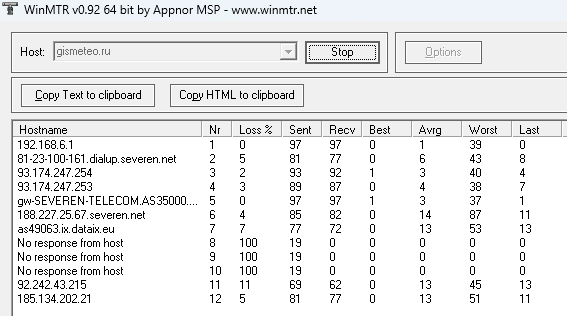 WinMTR v0.92 64 bit by Appnor MSP - www.winmtr.net
Host: gismeteo.ru Stop Options
Copy Text to clipboard Copy HTML to clipboard
Hostname Nr Loss % Sent Recv Best Avrg Worst Last
192.168.6.1 1 0 97 97 0 1 39 0
81-23-100-161.dialup.severen.net 2 5 81 77 0 6 43 8
93.174.247.254 3 2 93 92 1 3 40 4
93.174.247.253 4 3 89 87 0 4 38 7
gw-SEVEREN-TELECOM.AS35000.... 5 0 97 97 1 3 37 1
188.227.25.67.severen.net 6 4 85 82 0 14 87 11
as49063.ix.dataix.eu 7 7 77 72 0 13 53 13
No response from host 8 100 19 0 0 0 0 0
No response from host 9 100 19 0 0 0 0 0
No response from host 10 100 19 0 0 0 0 0
92.242.43.215 11 11 69 62 0 13 45 13
185.134.202.21 12 5 81 77 0 13 51 11